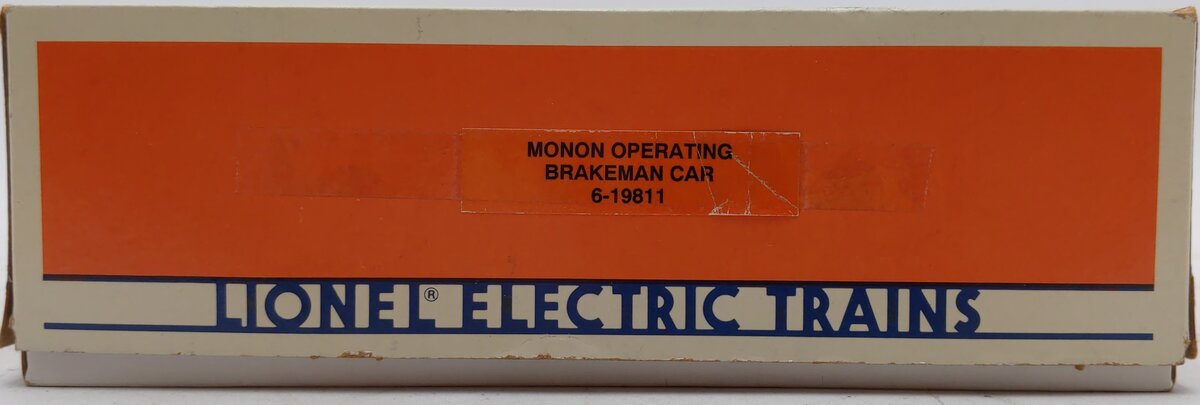 MONON OPERATING
BRAKEMAN CAR
6-19811
LIONEL® ELECTRIC TRAINS